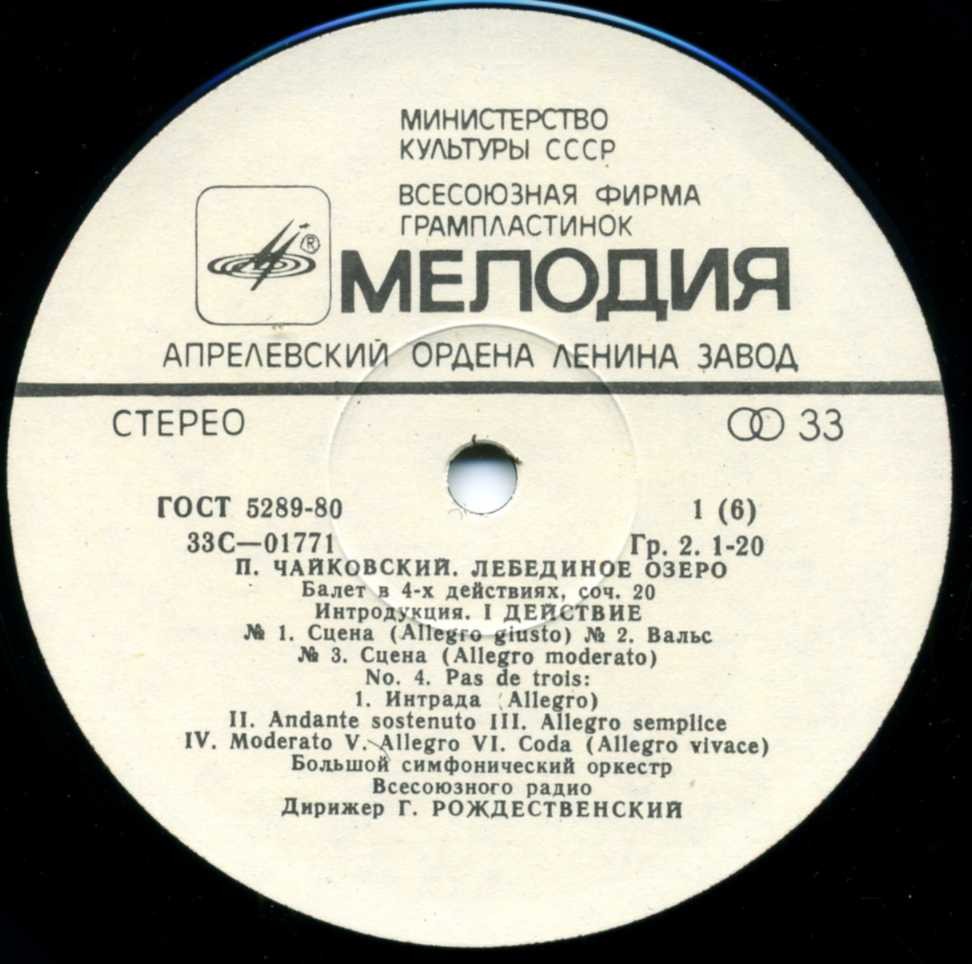 МИНИСТЕРСТВО
КУЛЬТУРЫ СССР
ВСЕСОЮЗНАЯ ФИРМА
ГРАМПЛАСТИНОК
®
МЕЛОДИЯ
АПРЕЛЕВСКИЙ ОРДЕНА ЛЕНИНА ЗАВОД
СТЕРЕО 33
ГОСТ 5289-80 1 (6)
33С—01771 Гр. 2. 1-20
П. ЧАЙКОВСКИЙ. ЛЕБЕДИНОЕ ОЗЕРО
Балет в 4-х действиях, соч. 20
Интродукция. I ДЕЙСТВИЕ
№ 1. Сцена (Allegro giusto) № 2. Вальс
№ 3. Сцена (Allegro moderato)
No. 4. Pas de trois:
1. Интрада (Allegro)
II. Andante sostenuto III. Allegro semplice
IV. Moderato V. Allegro VI. Coda (Allegro vivace)
Большой симфонический оркестр
Всесоюзного радио
Дирижер Г. РОЖДЕСТВЕНСКИЙ